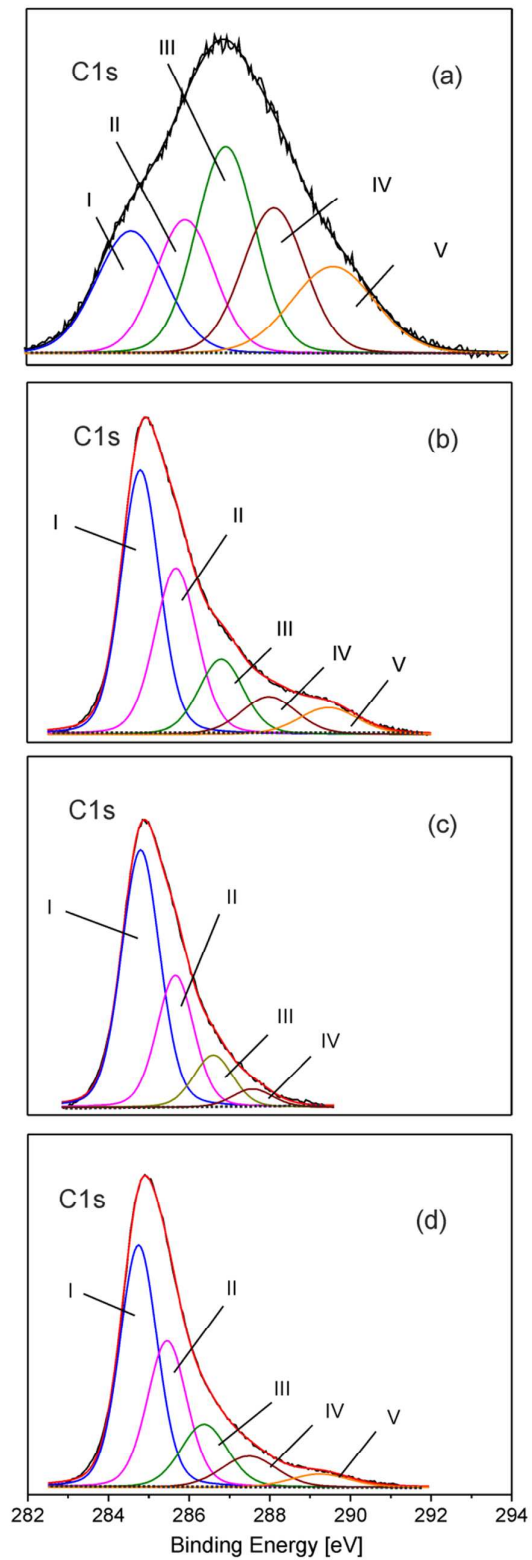 C1s
III
(a)
II
I
IV
V
C1s
(b)
I
II
III
IV
V
C1s
(c)
I
II
III
IV
C1s
(d)
I
II
III
IV
V
282 284 286 288 290 292 294
Binding Energy [eV]